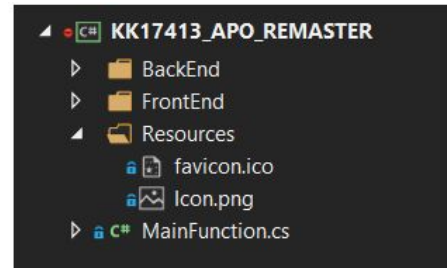 C# KK17413_APO_REMASTER
BackEnd
FrontEnd
Resources
favicon.ico
Icon.png
C# MainFunction.cs